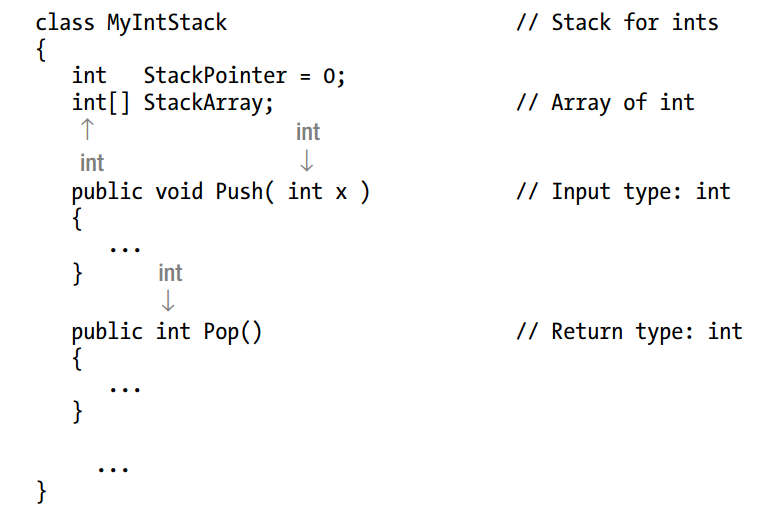 class MyIntStack // Stack for ints
{
int StackPointer = 0;
int[] StackArray; // Array of int
↑ int
int ↓
public void Push( int x ) // Input type: int
{
...
} int
↓
public int Pop() // Return type: int
{
...
}
...
}